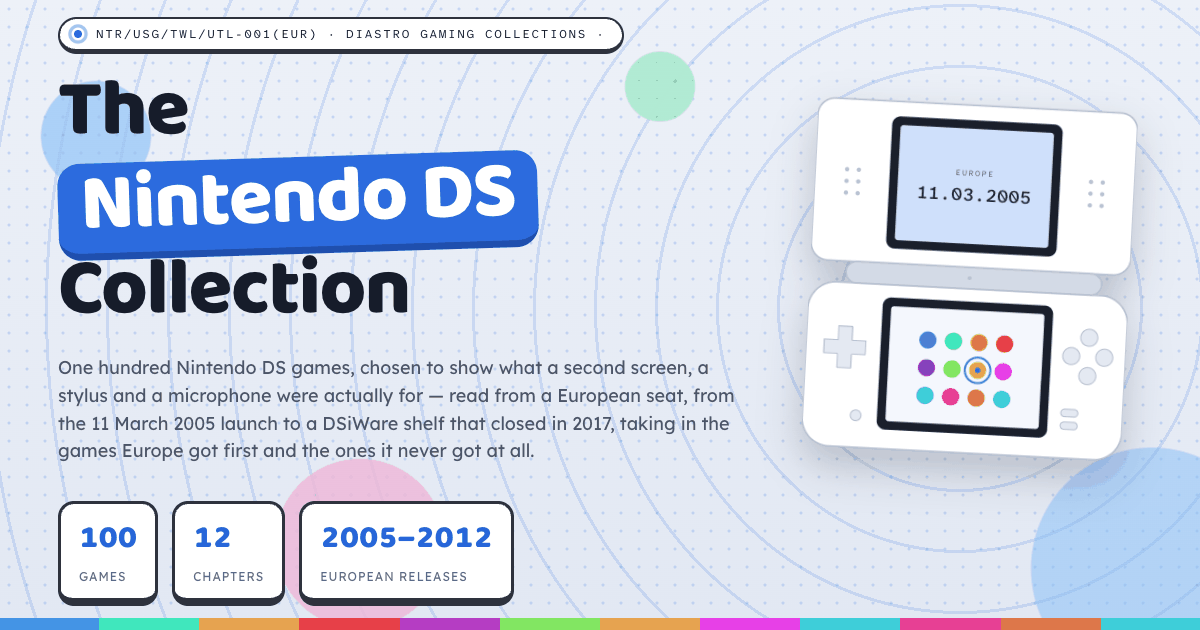 NTR/USG/TWL/UTL-001(EUR) · DIASTRO GAMING COLLECTIONS ·
The
Nintendo DS
Collection
One hundred Nintendo DS games, chosen to show what a second screen, a
stylus and a microphone were actually for — read from a European seat, from
the 11 March 2005 launch to a DSiWare shelf that closed in 2017, taking in the
games Europe got first and the ones it never got at all.
100
GAMES
12
CHAPTERS
2005–2012
EUROPEAN RELEASES
EUROPE
11.03.2005